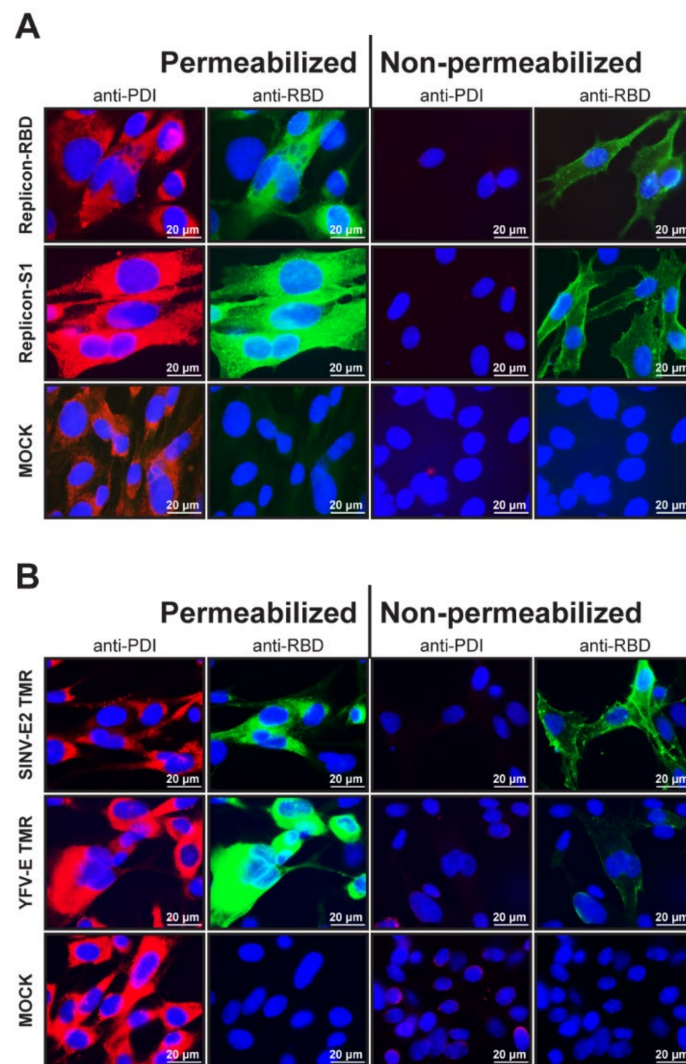 A
Permeabilized Non-permeabilized
anti-PDI anti-RBD anti-PDI anti-RBD
Replicon-RBD
20 µm 20 µm 20 µm 20 µm
Replicon-S1
20 µm 20 µm 20 µm 20 µm
MOCK
20 µm 20 µm 20 µm 20 µm
B
Permeabilized Non-permeabilized
anti-PDI anti-RBD anti-PDI anti-RBD
SINV-E2 TMR
20 µm 20 µm 20 µm 20 µm
YFV-E TMR
20 µm 20 µm 20 µm 20 µm
MOCK
20 µm 20 µm 20 µm 20 µm